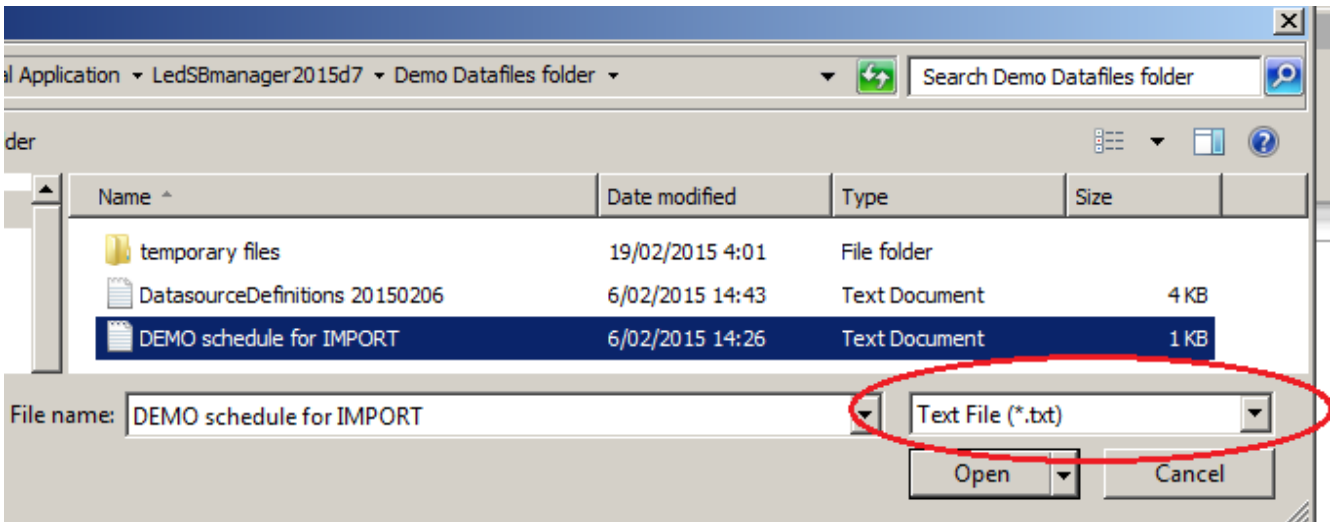 al Application LedSBmanager2015d7 Demo Datafiles folder Search Demo Datafiles folder
der
Name Date modified Type Size
temporary files 19/02/2015 4:01 File folder
DatasourceDefinitions 20150206 6/02/2015 14:43 Text Document 4 KB
DEMO schedule for IMPORT 6/02/2015 14:26 Text Document 1 KB
File name: DEMO schedule for IMPORT Text File (*.txt)
Open Cancel